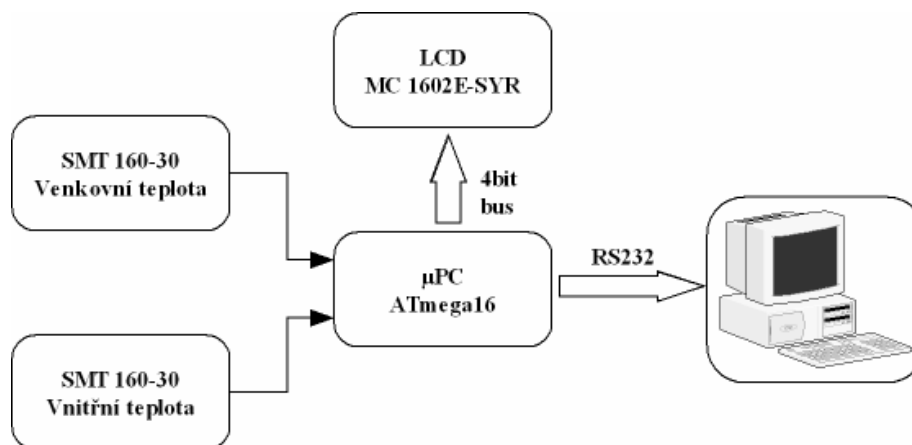 LCD
MC 1602E-SYR
SMT 160-30
Venkovní teplota
4bit
bus
µPC
ATmega16
RS232
SMT 160-30
Vnitřní teplota